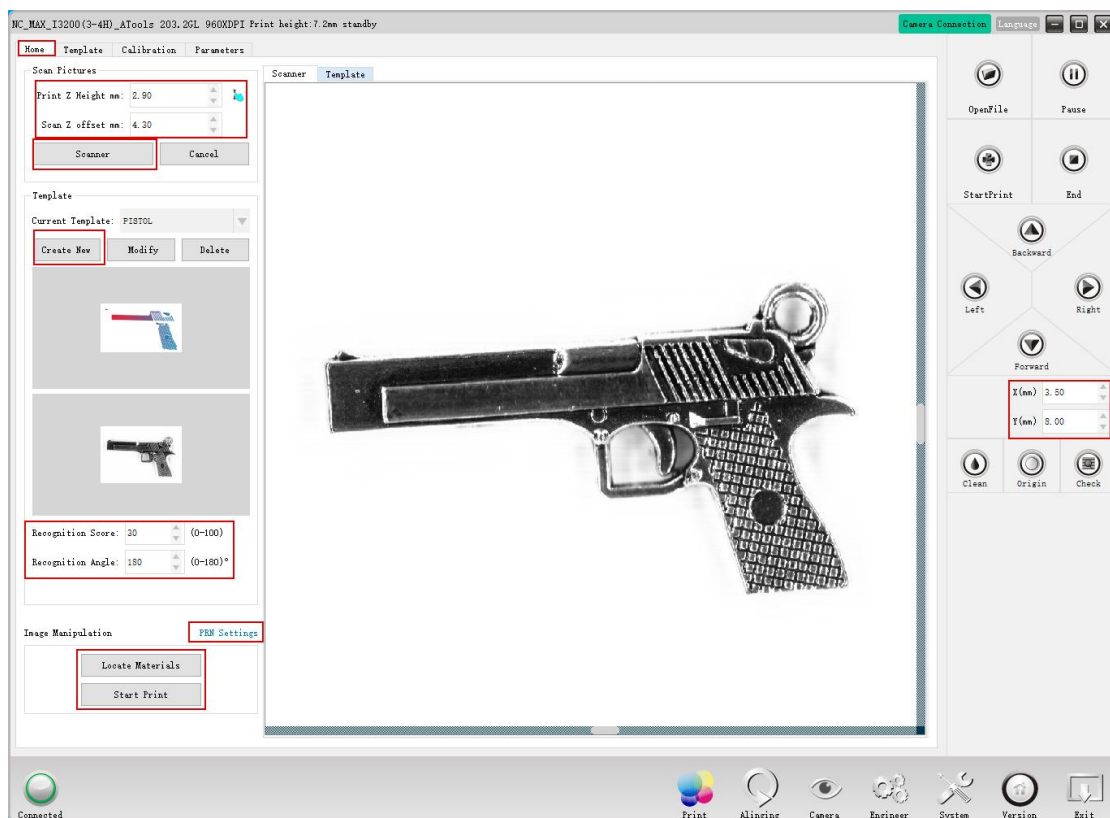 NC_MAX_I3200(3-4H)_ATools 203.2GL 960XDPI Print height:7.2mm standby
Camera Connection
Language
Home Template Calibration Parameters
Scan Pictures
Print Z Height mm: 2.90
Scan Z offset mm: 4.30
Scanner Cancel
Template
Current Template: PISTOL
Create New Modify Delete
Recognition Score: 30 (0-100)
Recognition Angle: 180 (0-180)°
Image Manipulation PRN Settings
Locate Materials
Start Print
Scanner Template
OpenFile Pause
StartPrint End
Backward
Left Right
Forward
X(mm) 3.50
Y(mm) 8.00
Clean Origin Check
Connected
Print Alinging Camera Engineer System Version Exit